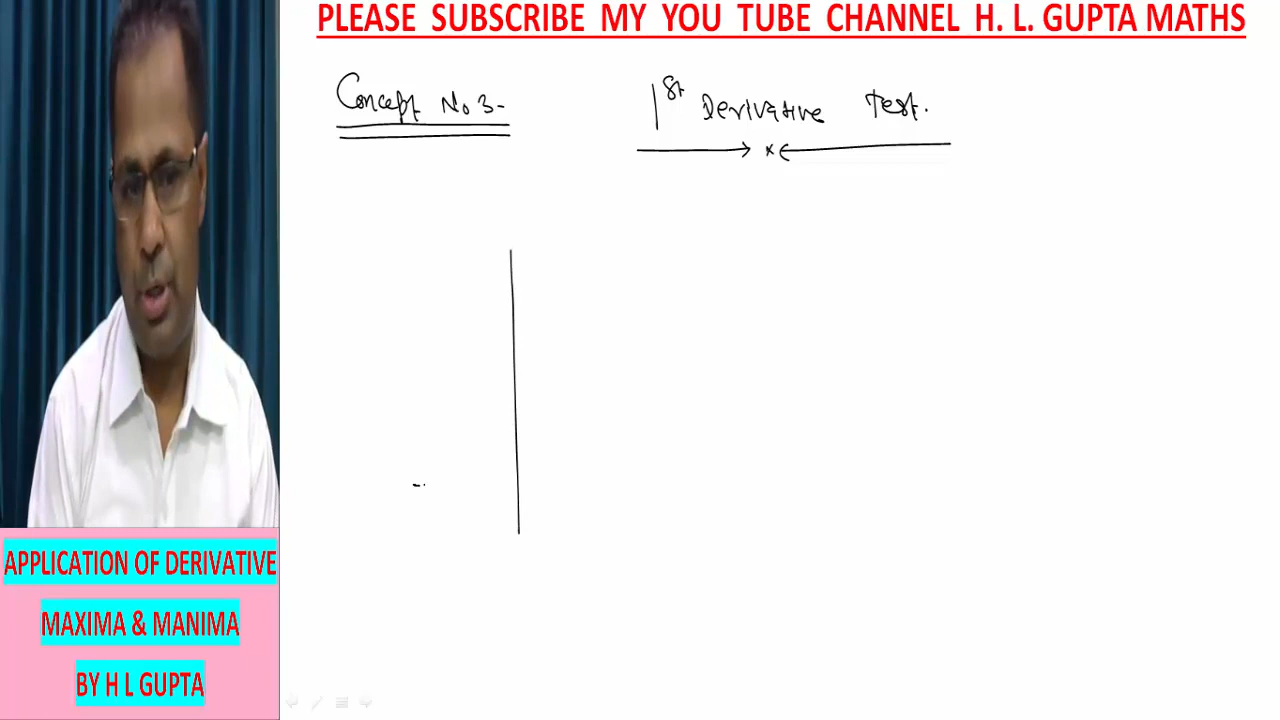 PLEASE SUBSCRIBE MY YOU TUBE CHANNEL H. L. GUPTA MATHS
Concept No 3-
1st Derivative Test.
APPLICATION OF DERIVATIVE
MAXIMA & MANIMA
BY H L GUPTA